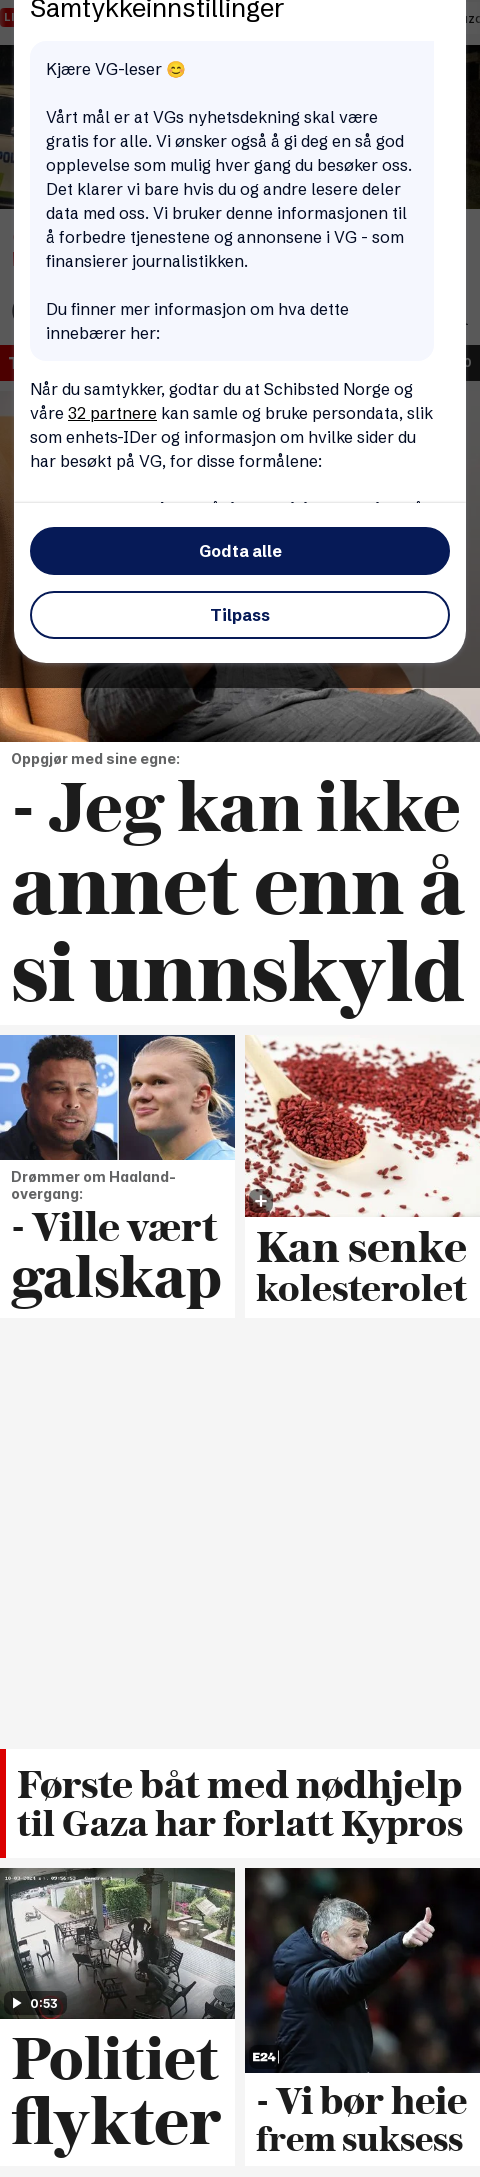 Samtykkeinnstillinger
Kjære VG-leser 😊
Vårt mål er at VGs nyhetsdekning skal være
gratis for alle. Vi ønsker også å gi deg en så god
opplevelse som mulig hver gang du besøker oss.
Det klarer vi bare hvis du og andre lesere deler
data med oss. Vi bruker denne informasjonen til
å forbedre tjenestene og annonsene i VG - som
finansierer journalistikken.
Du finner mer informasjon om hva dette
innebærer her:
Når du samtykker, godtar du at Schibsted Norge og
våre 32 partnere kan samle og bruke persondata, slik
som enhets-IDer og informasjon om hvilke sider du
har besøkt på VG, for disse formålene:
Godta alle
Tilpass
Oppgjør med sine egne:
- Jeg kan ikke
annet enn å
si unnskyld
Drømmer om Haaland-
overgang:
- Ville vært
galskap
Kan senke
kolesterolet
Første båt med nødhjelp
til Gaza har forlatt Kypros
0:53
Politiet
flykter
E24
- Vi bør heie
frem suksess